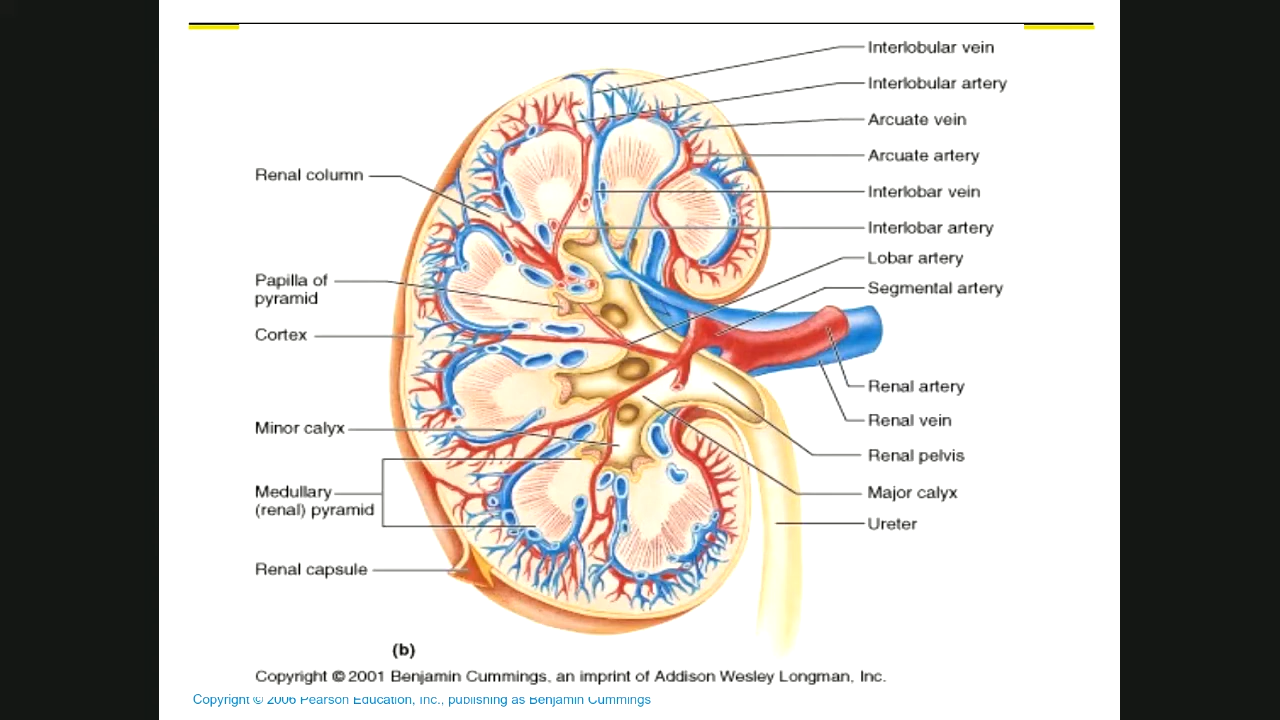 Interlobular vein
Interlobular artery
Arcuate vein
Arcuate artery
Renal column
Interlobar vein
Interlobar artery
Lobar artery
Papilla of
pyramid
Segmental artery
Cortex
Renal artery
Renal vein
Minor calyx
Renal pelvis
Medullary
(renal) pyramid
Major calyx
Ureter
Renal capsule
(b)
Copyright © 2001 Benjamin Cummings, an imprint of Addison Wesley Longman, Inc.
Copyright © 2006 Pearson Education, Inc., publishing as Benjamin Cummings